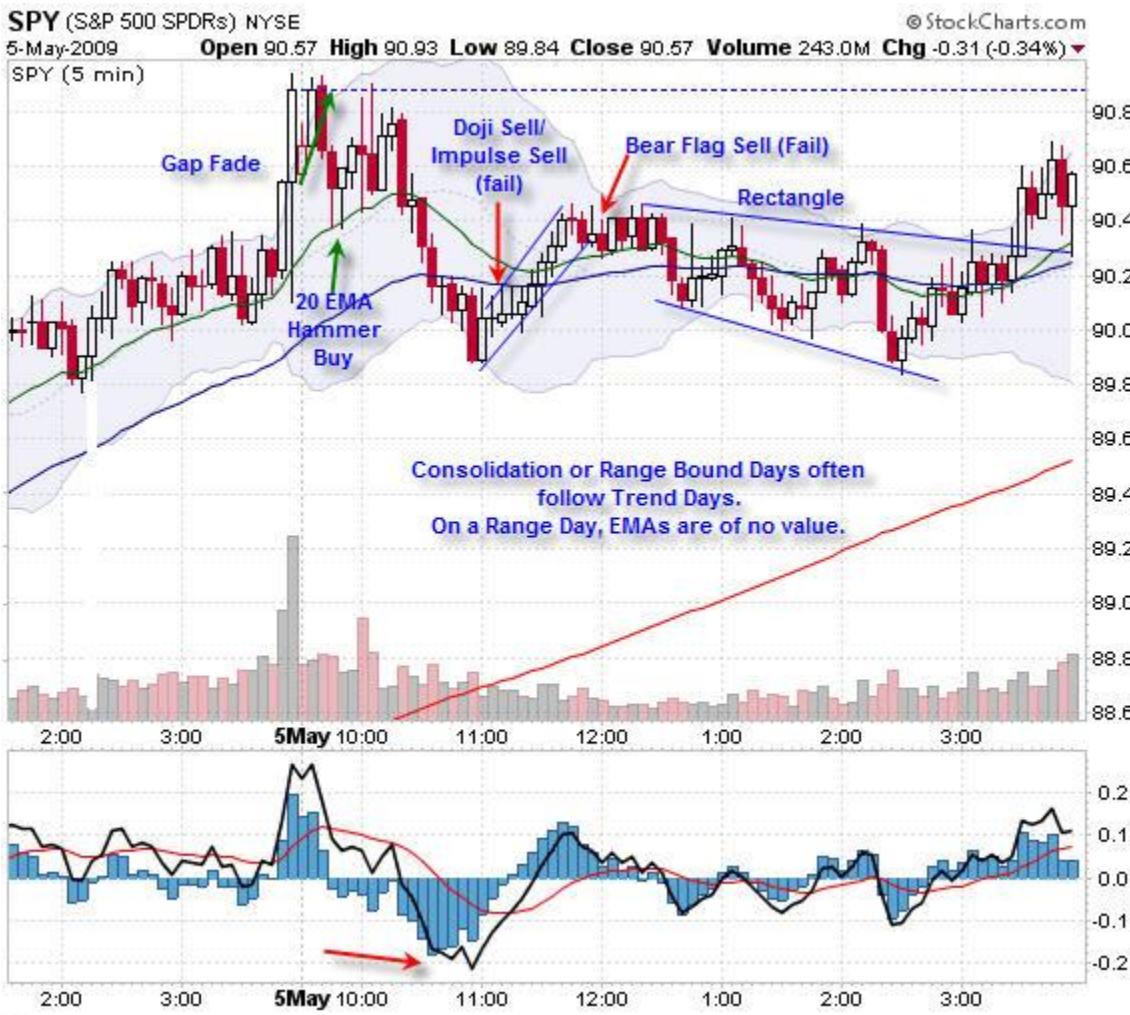 SPY (S&P 500 SPDRs) NYSE
© StockCharts.com
5-May-2009
Open 90.57 High 90.93 Low 89.84 Close 90.57 Volume 243.0M Chg -0.31 (-0.34%)
SPY (5 min)
Gap Fade
Doji Sell/
Impulse Sell
(fail)
Bear Flag Sell (Fail)
Rectangle
20 EMA
Hammer
Buy
Consolidation or Range Bound Days often
follow Trend Days.
On a Range Day, EMAs are of no value.
90.8
90.6
90.4
90.2
90.0
89.8
89.6
89.4
89.2
89.0
88.8
88.6
2:00 3:00 5May 10:00 11:00 12:00 1:00 2:00 3:00
0.2
0.1
0.0
-0.1
-0.2
2:00 3:00 5May 10:00 11:00 12:00 1:00 2:00 3:00